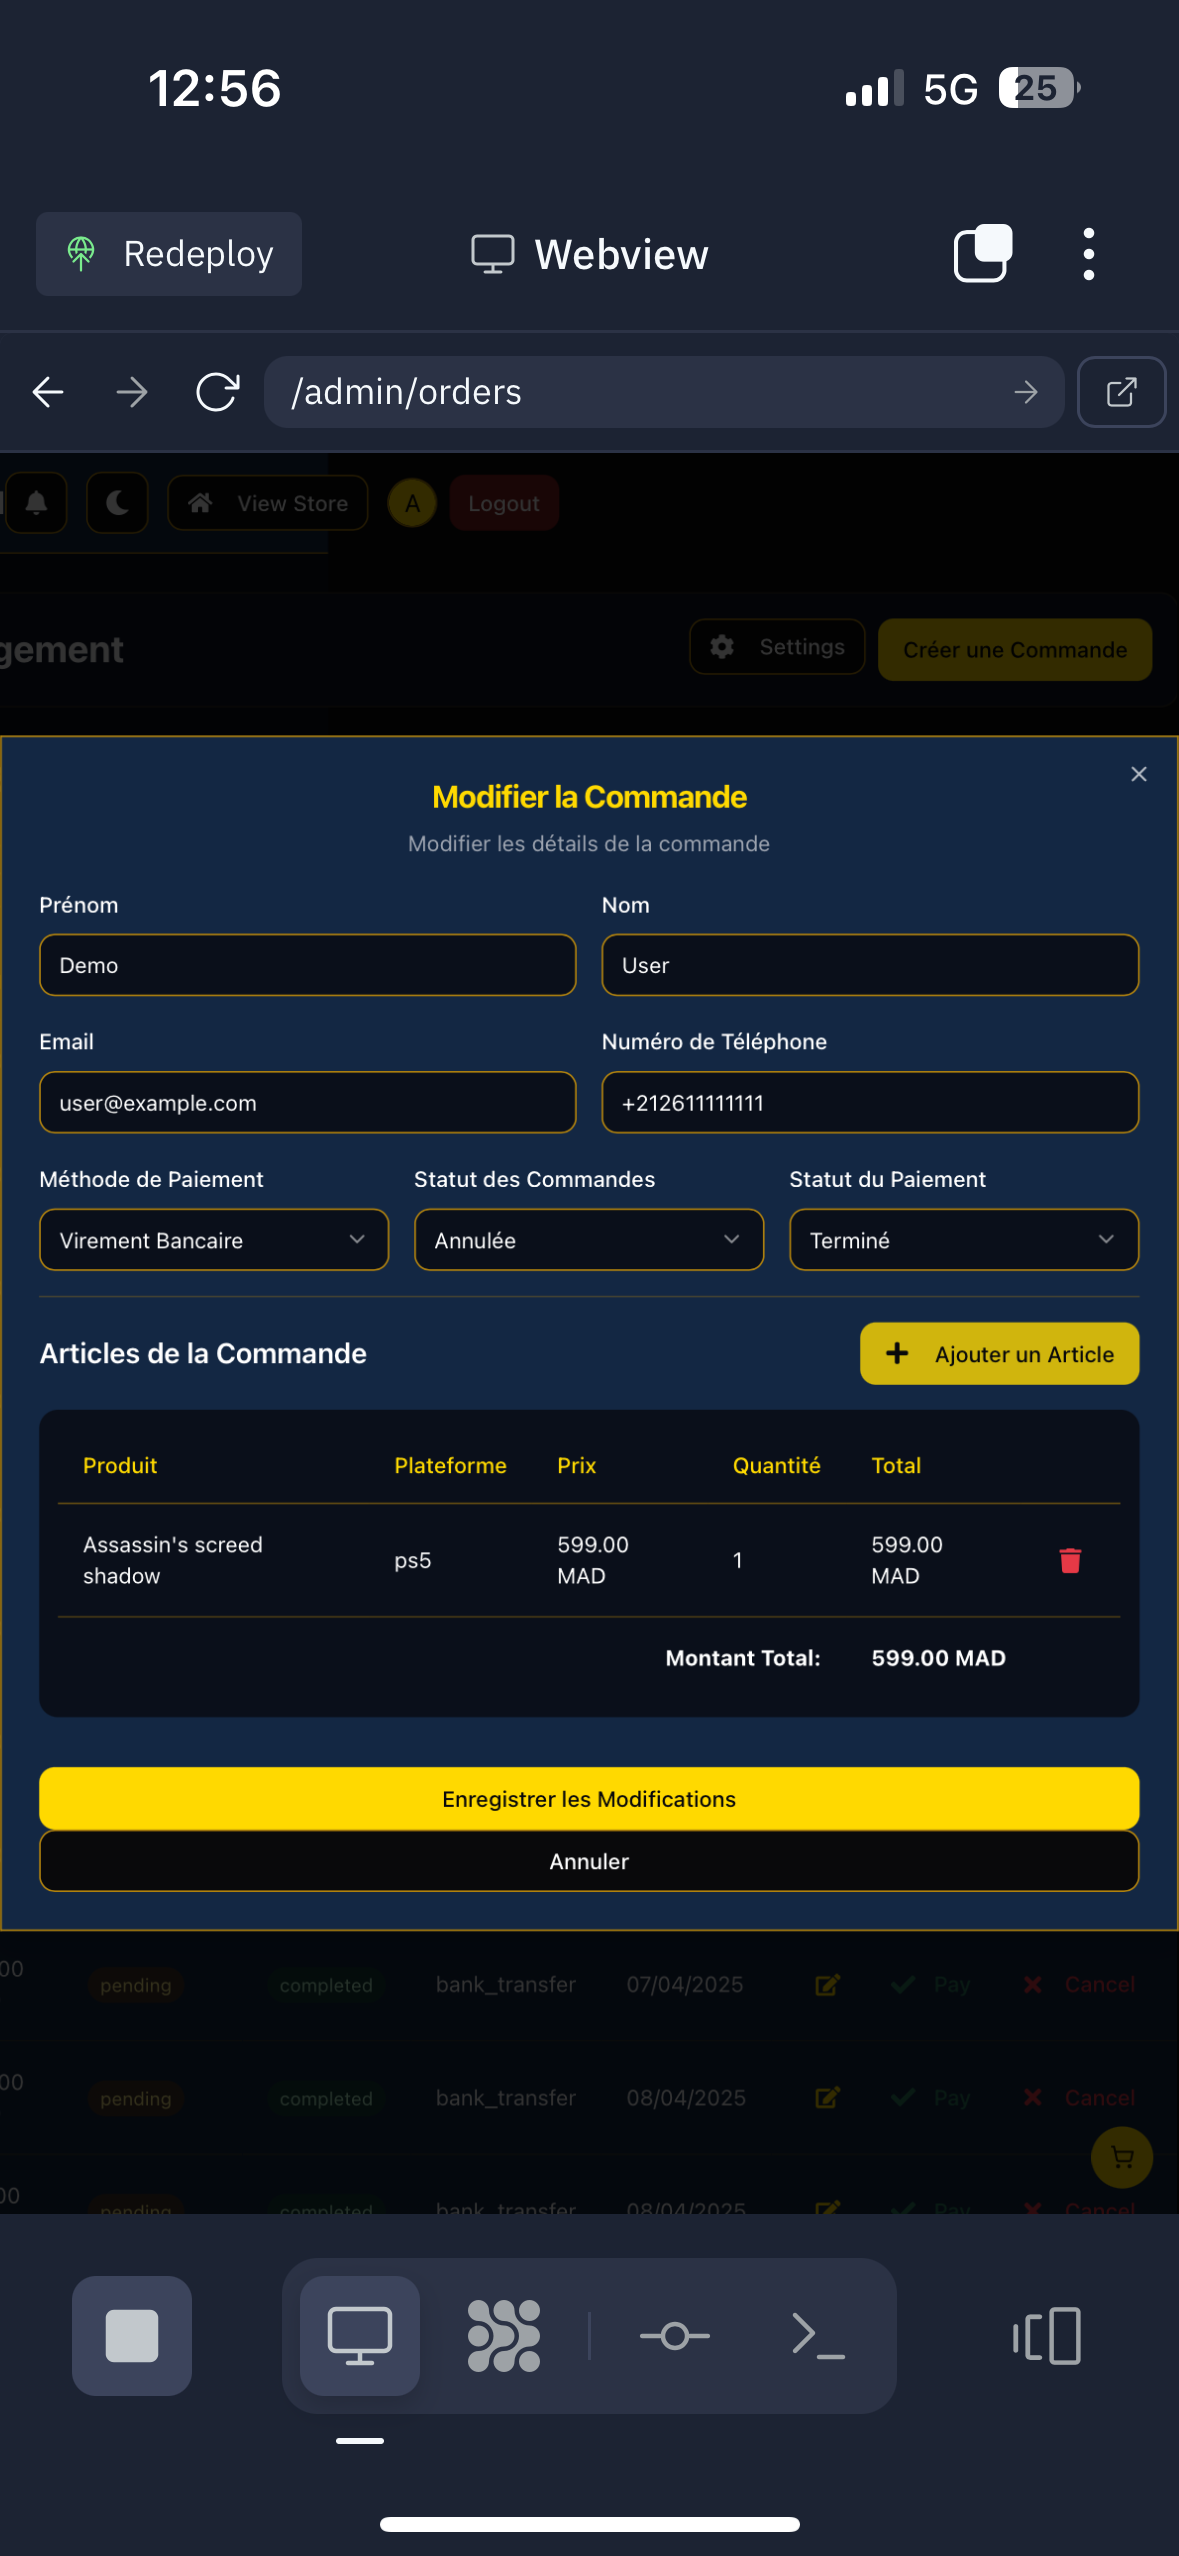 12:56
5G
25
Redeploy
Webview
/admin/orders
View Store
A
Logout
gement
Settings
Créer une Commande
Modifier la Commande
Modifier les détails de la commande
Prénom
Nom
Demo
User
Email
Numéro de Téléphone
user@example.com
+212611111111
Méthode de Paiement
Statut des Commandes
Statut du Paiement
Virement Bancaire
Annulée
Terminé
Articles de la Commande
Ajouter un Article
Produit
Plateforme
Prix
Quantité
Total
Assassin's screed
shadow
ps5
599.00
MAD
1
599.00
MAD
Montant Total:
599.00 MAD
Enregistrer les Modifications
Annuler
00
pending
completed
bank_transfer
07/04/2025
Pay
Cancel
00
pending
completed
bank_transfer
08/04/2025
Pay
Cancel
00
pending
completed
bank_transfer
08/04/2025
Pay
Cancel